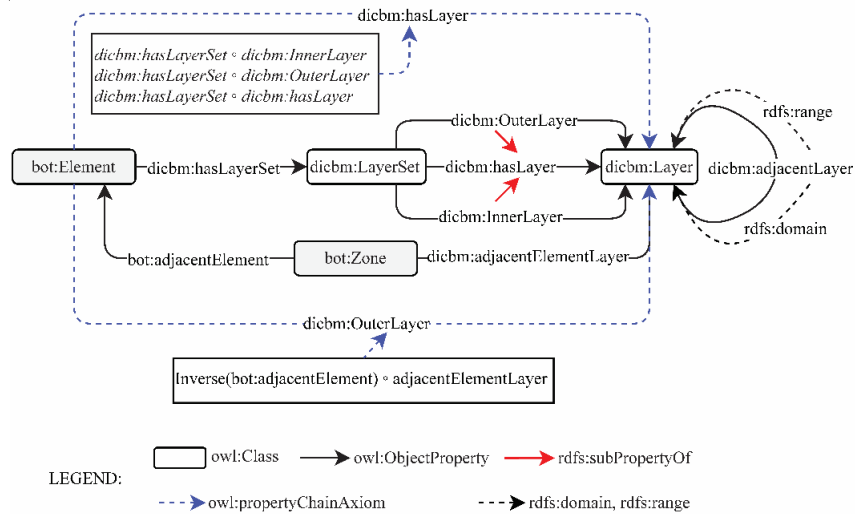 dicbm:hasLayer
dicbm:hasLayerSet ∘ dicbm:InnerLayer
dicbm:hasLayerSet ∘ dicbm:OuterLayer
dicbm:hasLayerSet ∘ dicbm:hasLayer
dicbm:OuterLayer
rdfs:range
bot:Element
dicbm:hasLayerSet
dicbm:LayerSet
dicbm:hasLayer
dicbm:Layer
dicbm:adjacentLayer
dicbm:InnerLayer
rdfs:domain
bot:adjacentElement
bot:Zone
dicbm:adjacentElementLayer
dicbm:OuterLayer
Inverse(bot:adjacentElement) ∘ adjacentElementLayer
LEGEND:
owl:Class
owl:ObjectProperty
rdfs:subPropertyOf
owl:propertyChainAxiom
rdfs:domain, rdfs:range